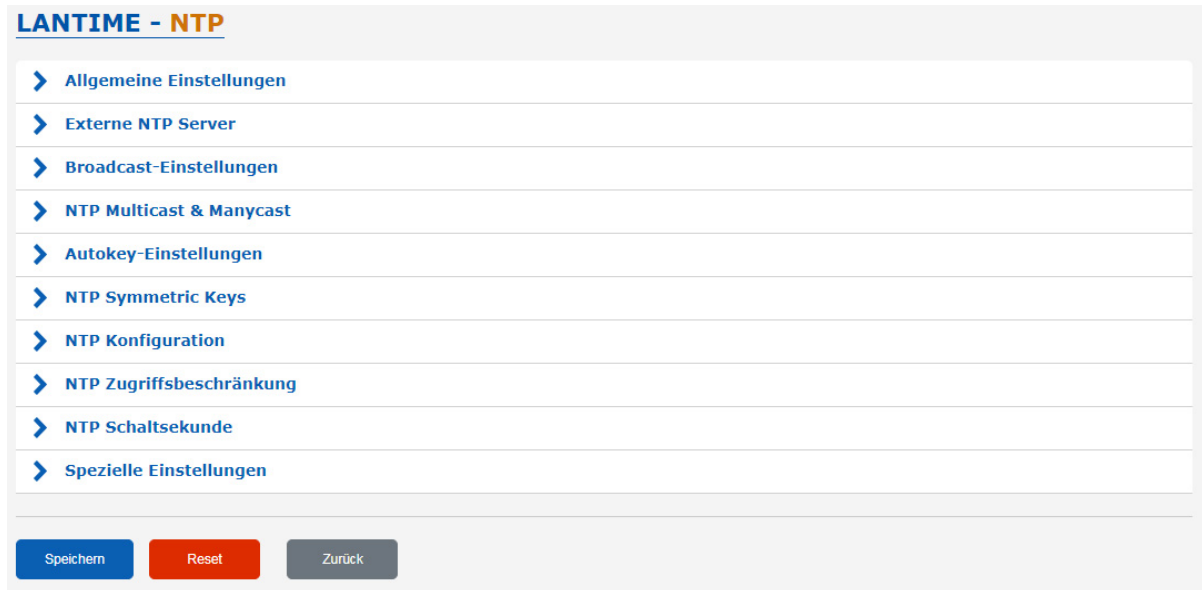 LANTIME - NTP
Allgemeine Einstellungen
Externe NTP Server
Broadcast-Einstellungen
NTP Multicast & Manycast
Autokey-Einstellungen
NTP Symmetric Keys
NTP Konfiguration
NTP Zugriffsbeschränkung
NTP Schaltsekunde
Spezielle Einstellungen
Speichern Reset Zurück